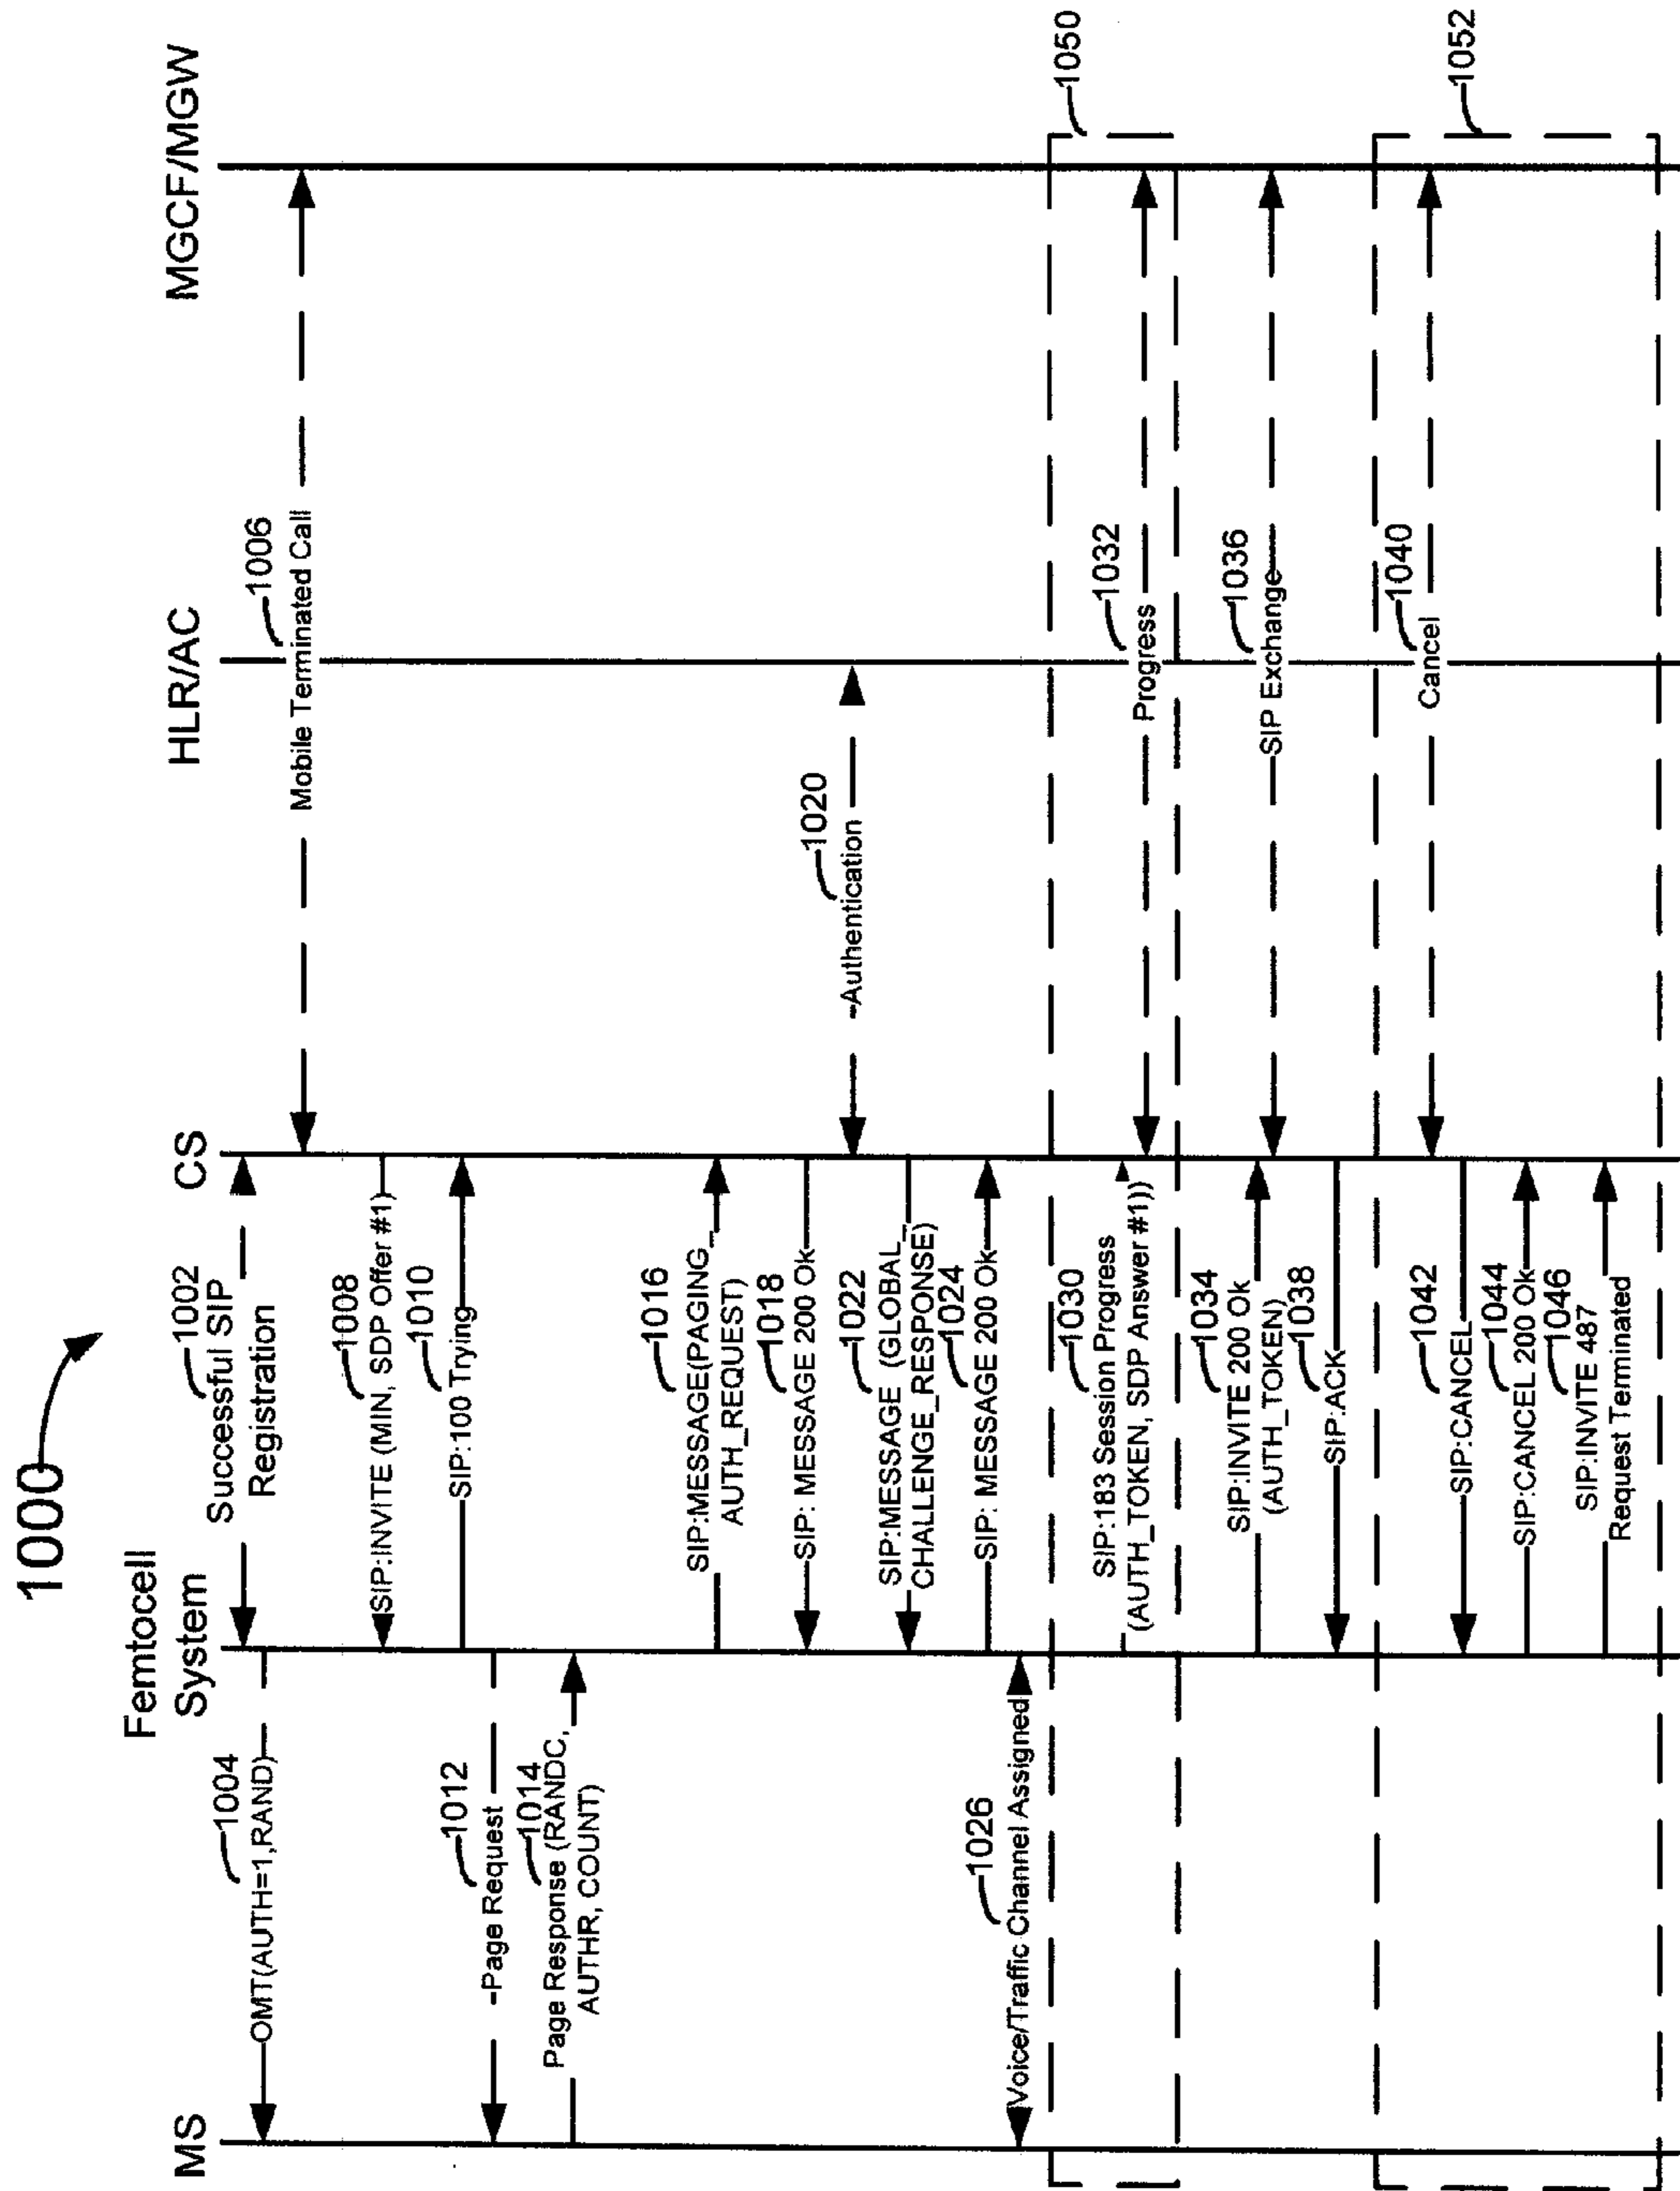 1000
MS
Femtocell
System
CS
HLR/AC
MGCF/MGW
1002
Successful SIP
Registration
1004
OMT(AUTH=1,RAND)
1006
Mobile Terminated Call
1008
SIP:INVITE (MIN, SDP Offer #1)
1010
SIP:100 Trying
1012
Page Request
1014
Page Response (RANDC,
AUTHR, COUNT)
1016
SIP:MESSAGE(PAGING_
AUTH_REQUEST)
1018
SIP: MESSAGE 200 Ok
1020
Authentication
1022
SIP:MESSAGE (GLOBAL_
CHALLENGE_RESPONSE)
1024
SIP: MESSAGE 200 Ok
1026
Voice/Traffic Channel Assigned
1050
1030
SIP:183 Session Progress
(AUTH_TOKEN, SDP Answer #1))
1032
Progress
1034
SIP:INVITE 200 Ok
(AUTH_TOKEN)
1036
SIP Exchange
1038
SIP:ACK
1052
1040
Cancel
1042
SIP:CANCEL
1044
SIP:CANCEL 200 Ok
1046
SIP:INVITE 487
Request Terminated